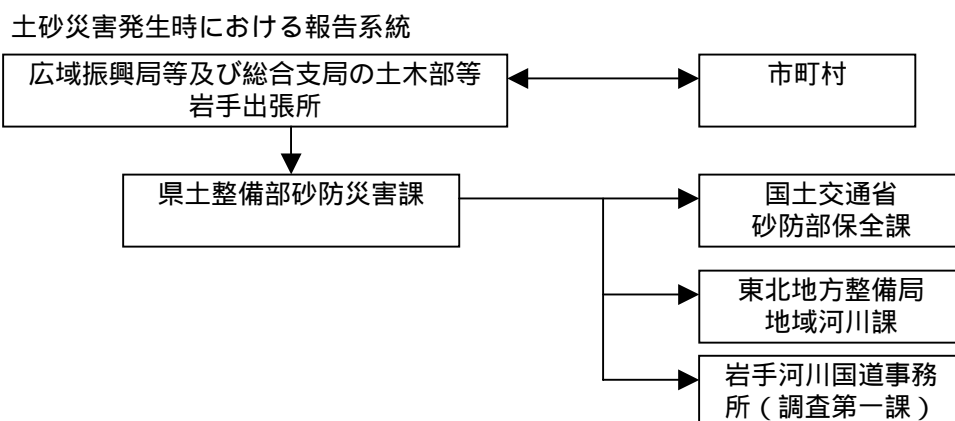 土砂災害発生時における報告系統
広域振興局等及び総合支局の土木部等
岩手出張所
市町村
県土整備部砂防災害課
国土交通省
砂防部保全課
東北地方整備局
地域河川課
岩手河川国道事務
所（調査第一課）